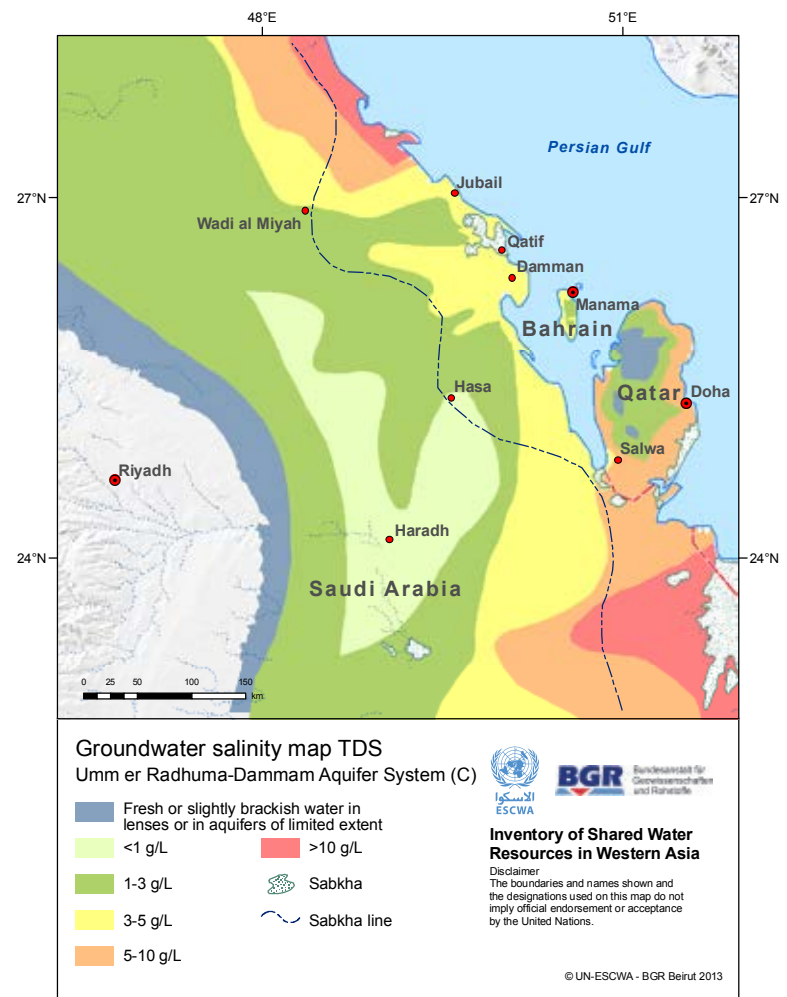 48°E
51°E
Persian Gulf
27°N
27°N
Jubail
Wadi al Miyah
Qatif
Damman
Manama
Bahrain
Hasa
Qatar
Doha
Salwa
Riyadh
Haradh
24°N
24°N
Saudi Arabia
0 25 50 100 150
km
Groundwater salinity map TDS
Umm er Radhuma-Dammam Aquifer System (C)
Fresh or slightly brackish water in
lenses or in aquifers of limited extent
<1 g/L
>10 g/L
1-3 g/L
Sabkha
3-5 g/L
Sabkha line
5-10 g/L
الاسكوا
ESCWA
BGR
Bundesanstalt für
Geowissenschaften
und Rohstoffe
Inventory of Shared Water
Resources in Western Asia
Disclaimer
The boundaries and names shown and
the designations used on this map do not
imply official endorsement or acceptance
by the United Nations.
© UN-ESCWA - BGR Beirut 2013